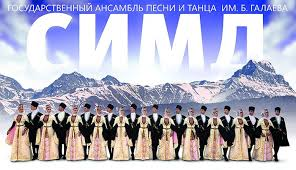 ГОСУДАРСТВЕННЫЙ АНСАМБЛЬ ПЕСНИ И ТАНЦА ИМ. Б. ГАЛАЕВА
СИМД